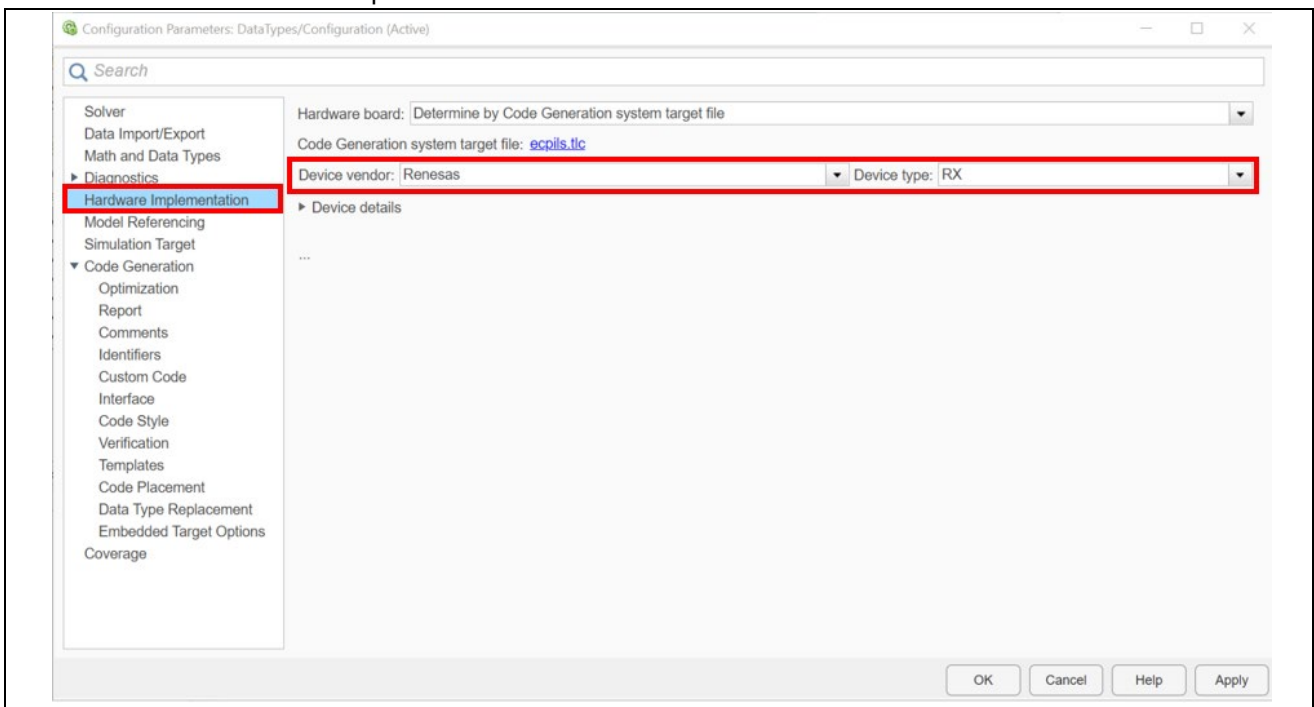 Configuration Parameters: DataTypes/Configuration (Active)
Search
Solver
Data Import/Export
Math and Data Types
Diagnostics
Hardware Implementation
Model Referencing
Simulation Target
Code Generation
Optimization
Report
Comments
Identifiers
Custom Code
Interface
Code Style
Verification
Templates
Code Placement
Data Type Replacement
Embedded Target Options
Coverage
Hardware board: Determine by Code Generation system target file
Code Generation system target file: ecpils.tlc
Device vendor: Renesas Device type: RX
Device details
...
OK Cancel Help Apply